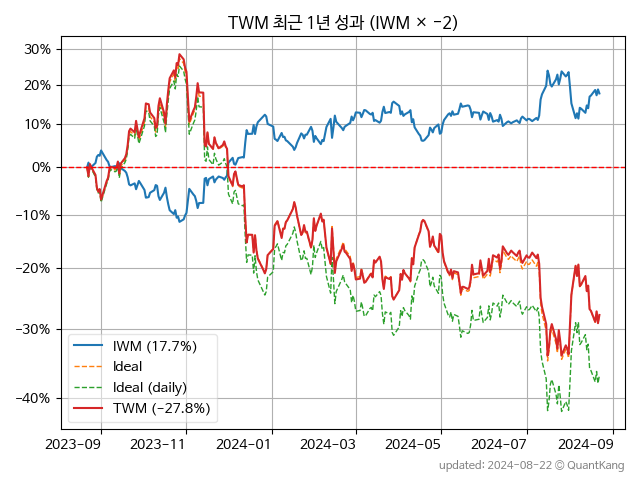 TWM 최근 1년 성과 (IWM × −2)
30%
20%
10%
0%
−10%
−20%
−30%
−40%
IWM (17.7%)
Ideal
Ideal (daily)
TWM (−27.8%)
2023−09
2023−11
2024−01
2024−03
2024−05
2024−07
2024−09
updated: 2024−08−22 © QuantKang